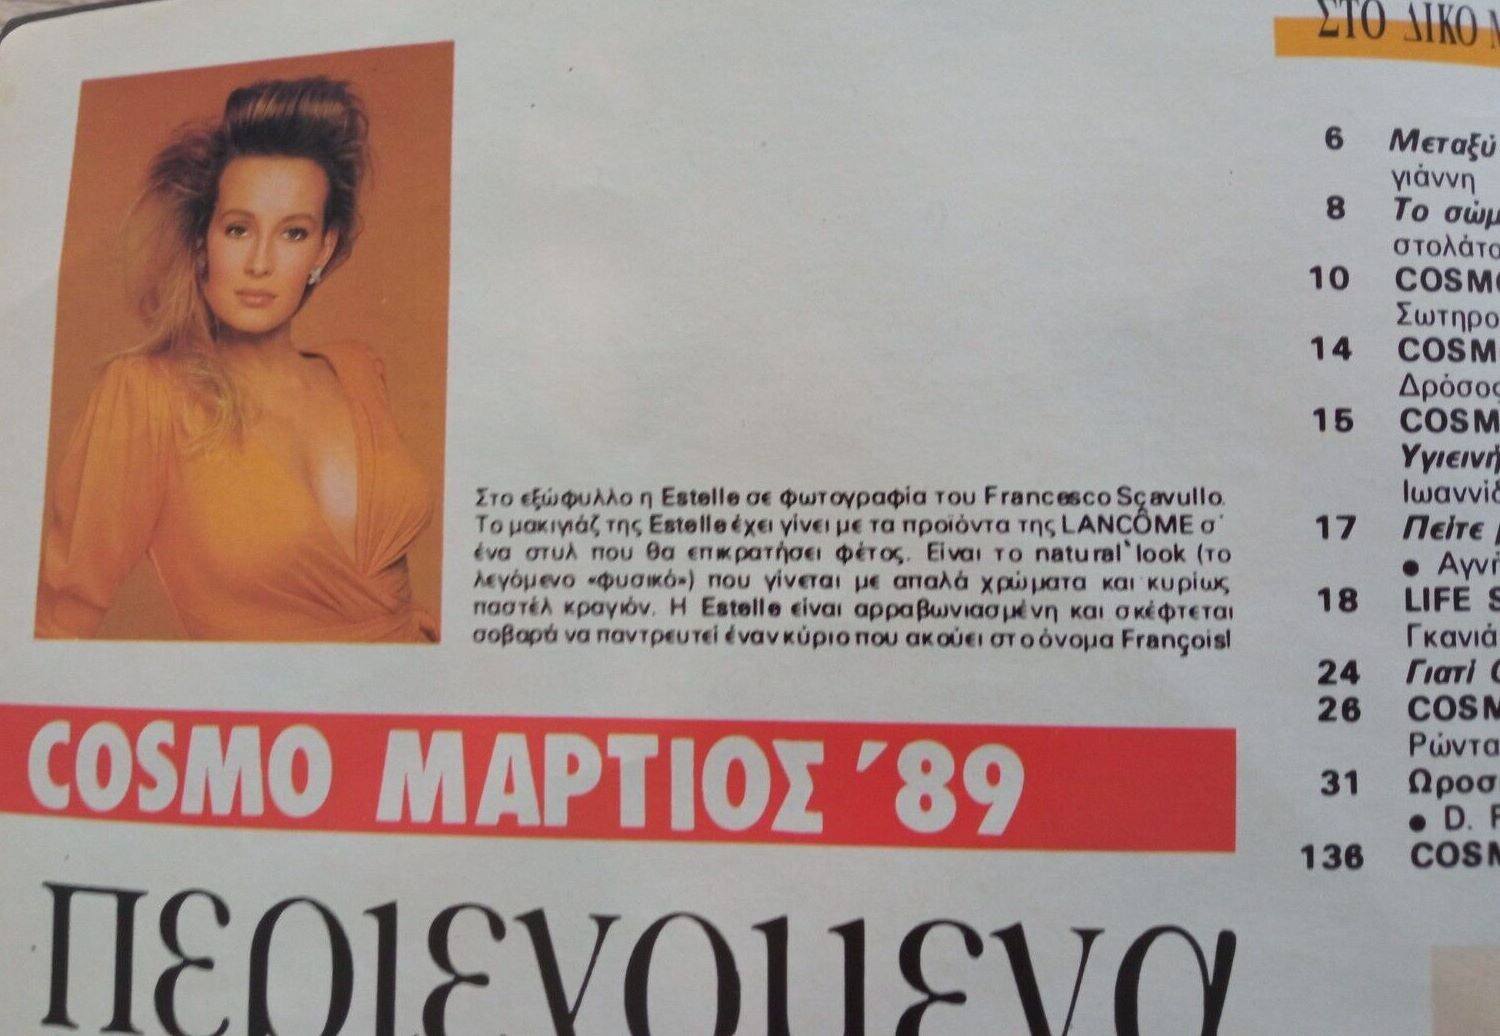 Στο εξώφυλλο η Estelle σε φωτογραφία του Francesco Scavullo.
Το μακιγιάζ της Estelle έχει γίνει με τα προϊόντα της LANCÔME σ'
ένα στυλ που θα επικρατήσει φέτος. Είναι το natural look (το
λεγόμενο «φυσικό») που γίνεται με απαλά χρώματα και κυρίως
παστέλ κραγιόν. Η Estelle είναι αρραβωνιασμένη και σκέφτεται
σοβαρά να παντρευτεί έναν κύριο που ακούει στο όνομα François!
COSMO ΜΑΡΤΙΟΣ '89
περιεχομενα
ΣΤΟ ΔΙΚΟ
6 Μεταξύ
γιάννη
8 Το σώμ
στολάτο
10 COSMO
Σωτηρο
14 COSM
Δρόσος
15 COSM
Υγιεινή
Ιωαννίδ
17 Πείτε
● Αγνή
18 LIFE S
Γκανιά
24 Γιατί
26 COSM
Ρώντα
31 Ωροσ
● D.
136 COSM